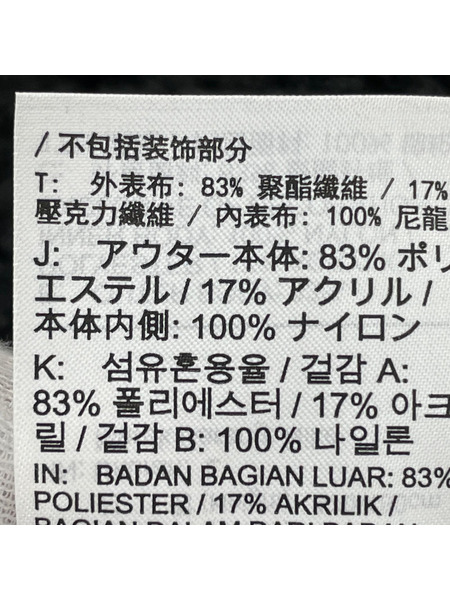 / 不包括装饰部分
T: 外表布: 83% 聚酯纖維 / 17%
壓克力纖維 / 內表布: 100% 尼龍
J: アウター本体: 83% ポリ
エステル / 17% アクリル /
本体内側: 100% ナイロン
K: 섬유혼용율 / 겉감 A:
83% 폴리에스터 / 17% 아크
릴 / 겉감 B: 100% 나일론
IN: BADAN BAGIAN LUAR: 83%
POLIESTER / 17% AKRILIK /
BAGIAN DALAM DARI BADAN